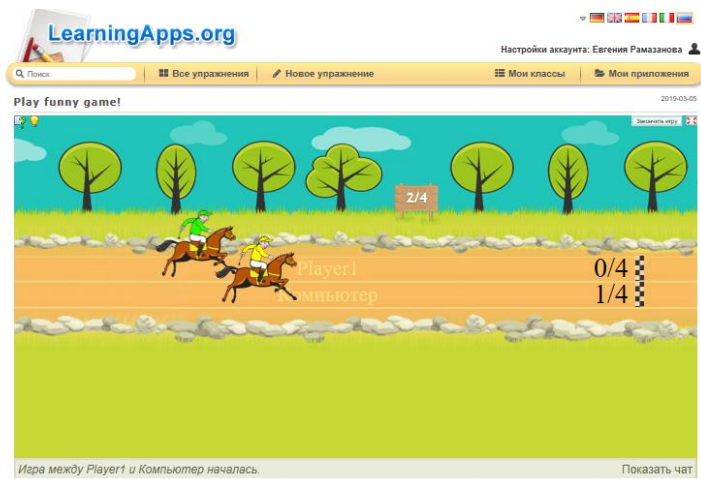 LearningApps.org
Настройки аккаунта: Евгения Рамазанова
Поиск
Все упражнения
Новое упражнение
Мои классы
Мои приложения
Play funny game!
2019-03-05
Закончить игру
2/4
Player1
0/4
Компьютер
1/4
Игра между Player1 и Компьютер началась.
Показать чат